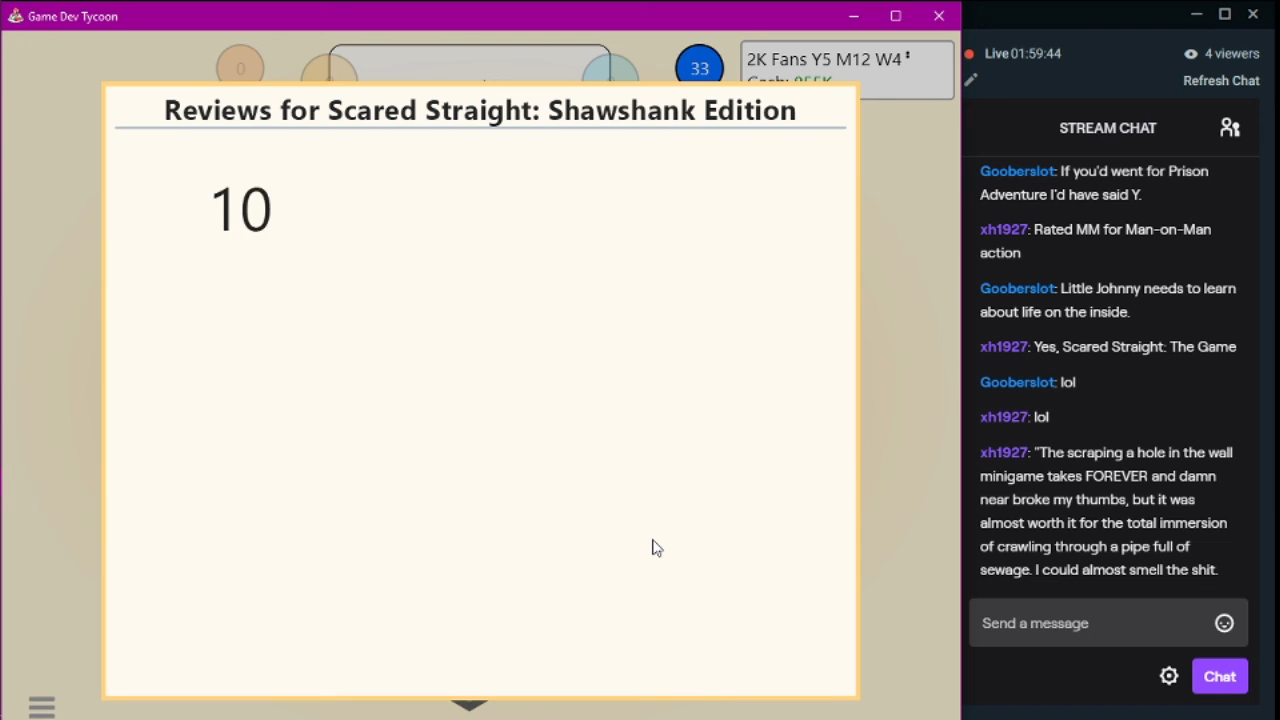 Game Dev Tycoon
0
33
2K Fans Y5 M12 W4
Reviews for Scared Straight: Shawshank Edition
10
Live 01:59:44
4 viewers
Refresh Chat
STREAM CHAT
Gooberslot: If you'd went for Prison
Adventure I'd have said Y.
xh1927: Rated MM for Man-on-Man
action
Gooberslot: Little Johnny needs to learn
about life on the inside.
xh1927: Yes, Scared Straight: The Game
Gooberslot: lol
xh1927: lol
xh1927: "The scraping a hole in the wall
minigame takes FOREVER and damn
near broke my thumbs, but it was
almost worth it for the total immersion
of crawling through a pipe full of
sewage. I could almost smell the shit.
Send a message
Chat